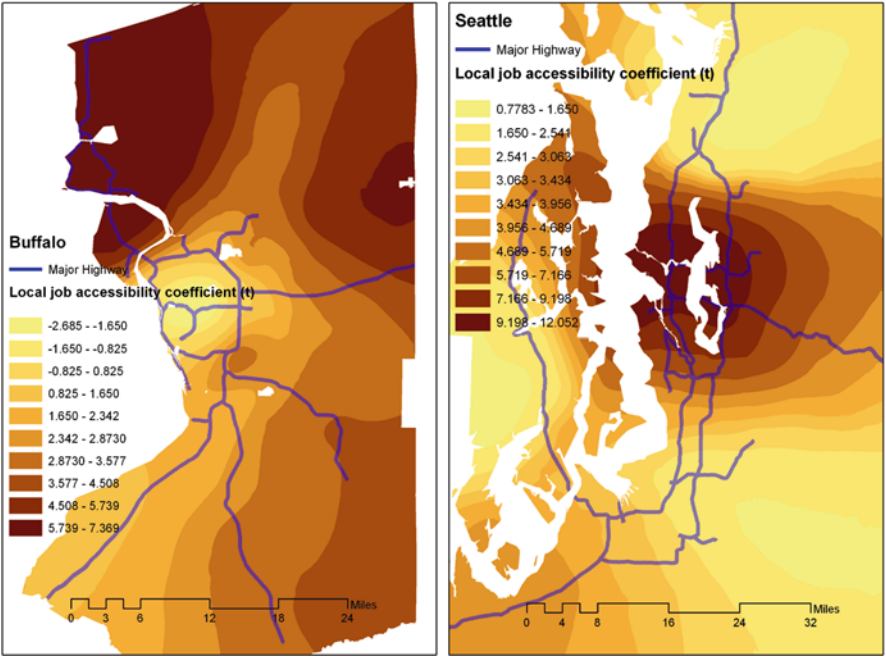 Buffalo
Major Highway
Local job accessibility coefficient (t)
-2.685 - -1.650
-1.650 - -0.825
-0.825 - 0.825
0.825 - 1.650
1.650 - 2.342
2.342 - 2.8730
2.8730 - 3.577
3.577 - 4.508
4.508 - 5.739
5.739 - 7.369
Miles
0 3 6 12 18 24
Seattle
Major Highway
Local job accessibility coefficient (t)
0.7783 - 1.650
1.650 - 2.541
2.541 - 3.063
3.063 - 3.434
3.434 - 3.956
3.956 - 4.689
4.689 - 5.719
5.719 - 7.166
7.166 - 9.198
9.198 - 12.052
Miles
0 4 8 16 24 32